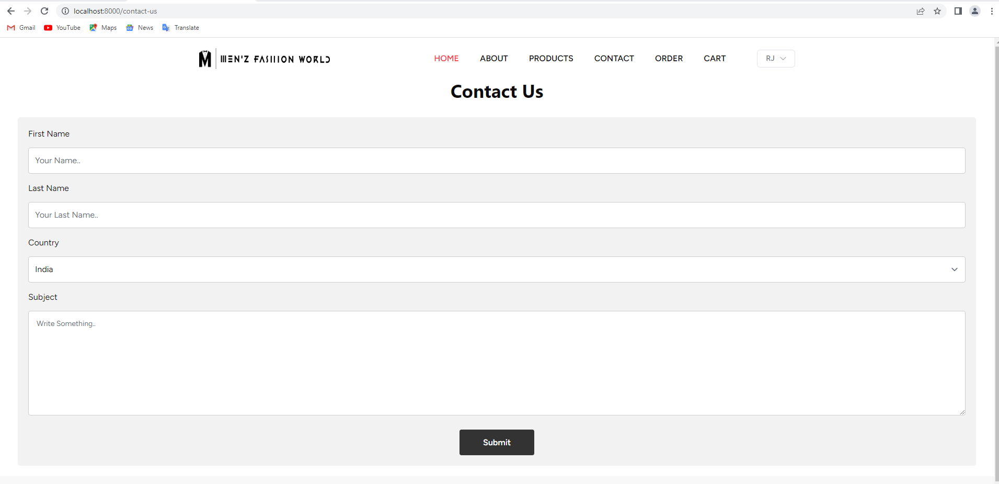 localhost:8000/contact-us
Gmail YouTube Maps News Translate
M MEN'Z FASHION WORLD HOME ABOUT PRODUCTS CONTACT ORDER CART RJ
Contact Us
First Name
Your Name..
Last Name
Your Last Name..
Country
India
Subject
Write Something..
Submit